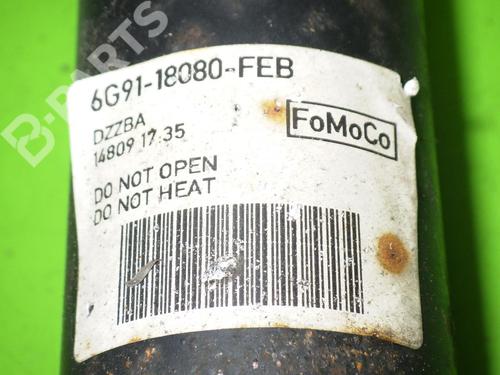 B-PARTS
6G91-18080-FEB
DZZBA
14809 17.35
FoMoCo
DO NOT OPEN
DO NOT HEAT